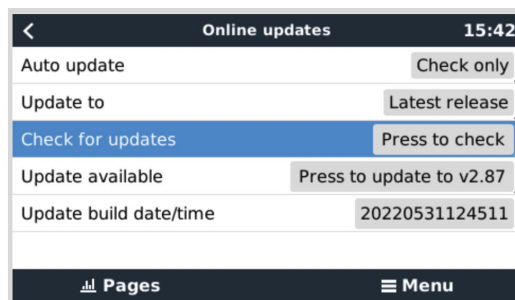 Online updates 15:42
Auto update Check only
Update to Latest release
Check for updates Press to check
Update available Press to update to v2.87
Update build date/time 20220531124511
Pages Menu